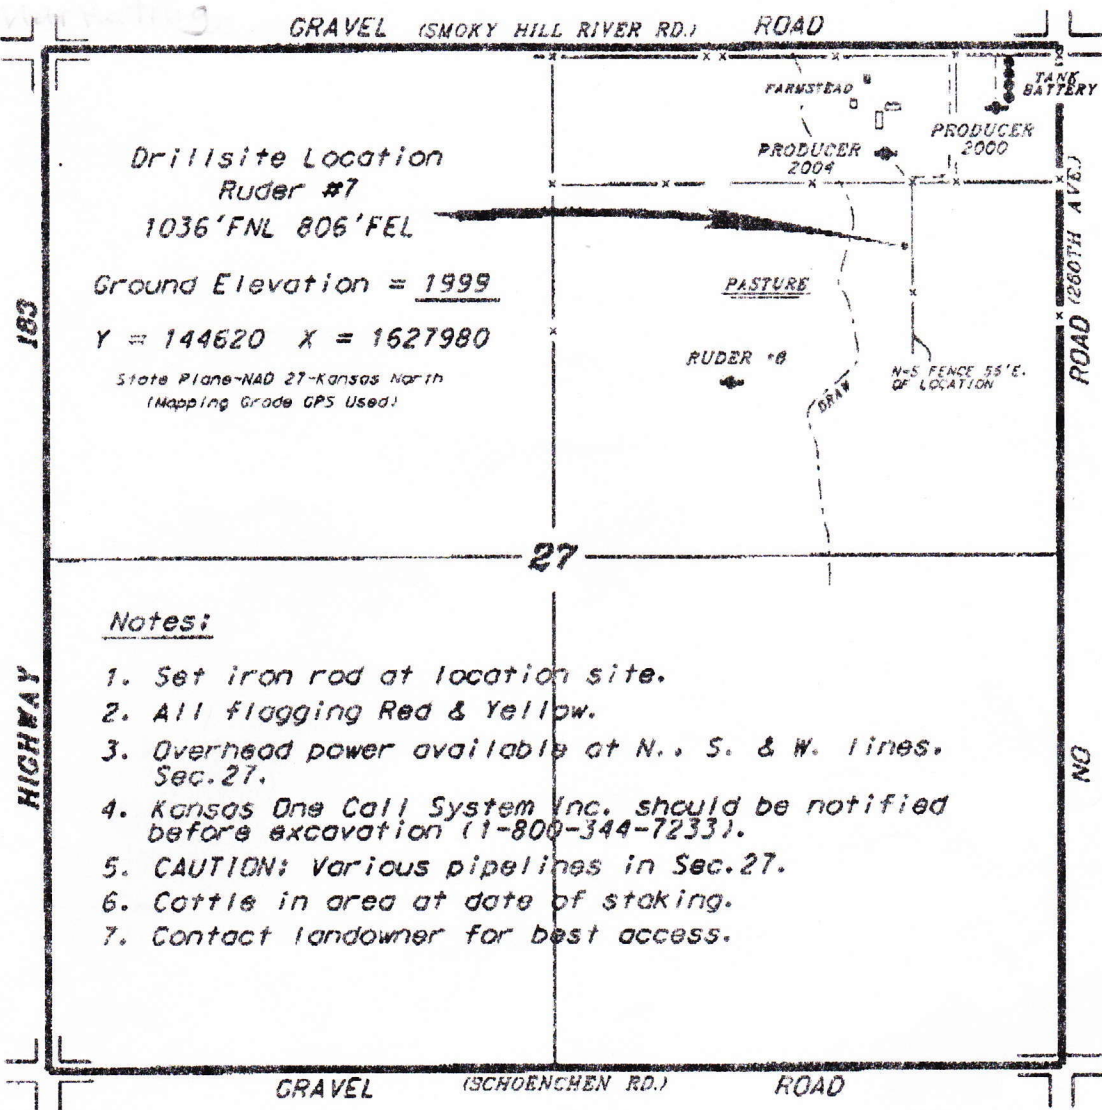 GRAVEL (SMOKY HILL RIVER RD.) ROAD
FARMSTEAD
TANK
BATTERY
PRODUCER
2000
PRODUCER
2004
Drillsite Location
Ruder #7
1036'FNL 806'FEL
Ground Elevation = 1999
Y = 144620 X = 1627980
State Plane-NAD 27-Kansas North
(Mapping Grade GPS Used)
PASTURE
RUDER #6
N-S FENCE 55'E.
OF LOCATION
DRAW
HIGHWAY 183
NO ROAD (260TH AVE.)
27
Notes:
1. Set iron rod at location site.
2. All flagging Red & Yellow.
3. Overhead power available at N., S. & W. lines.
Sec.27.
4. Kansas One Call System Inc. should be notified
before excavation (1-800-344-7233).
5. CAUTION: Various pipelines in Sec.27.
6. Cattle in area at date of staking.
7. Contact landowner for best access.
GRAVEL (SCHOENCHEN RD.) ROAD